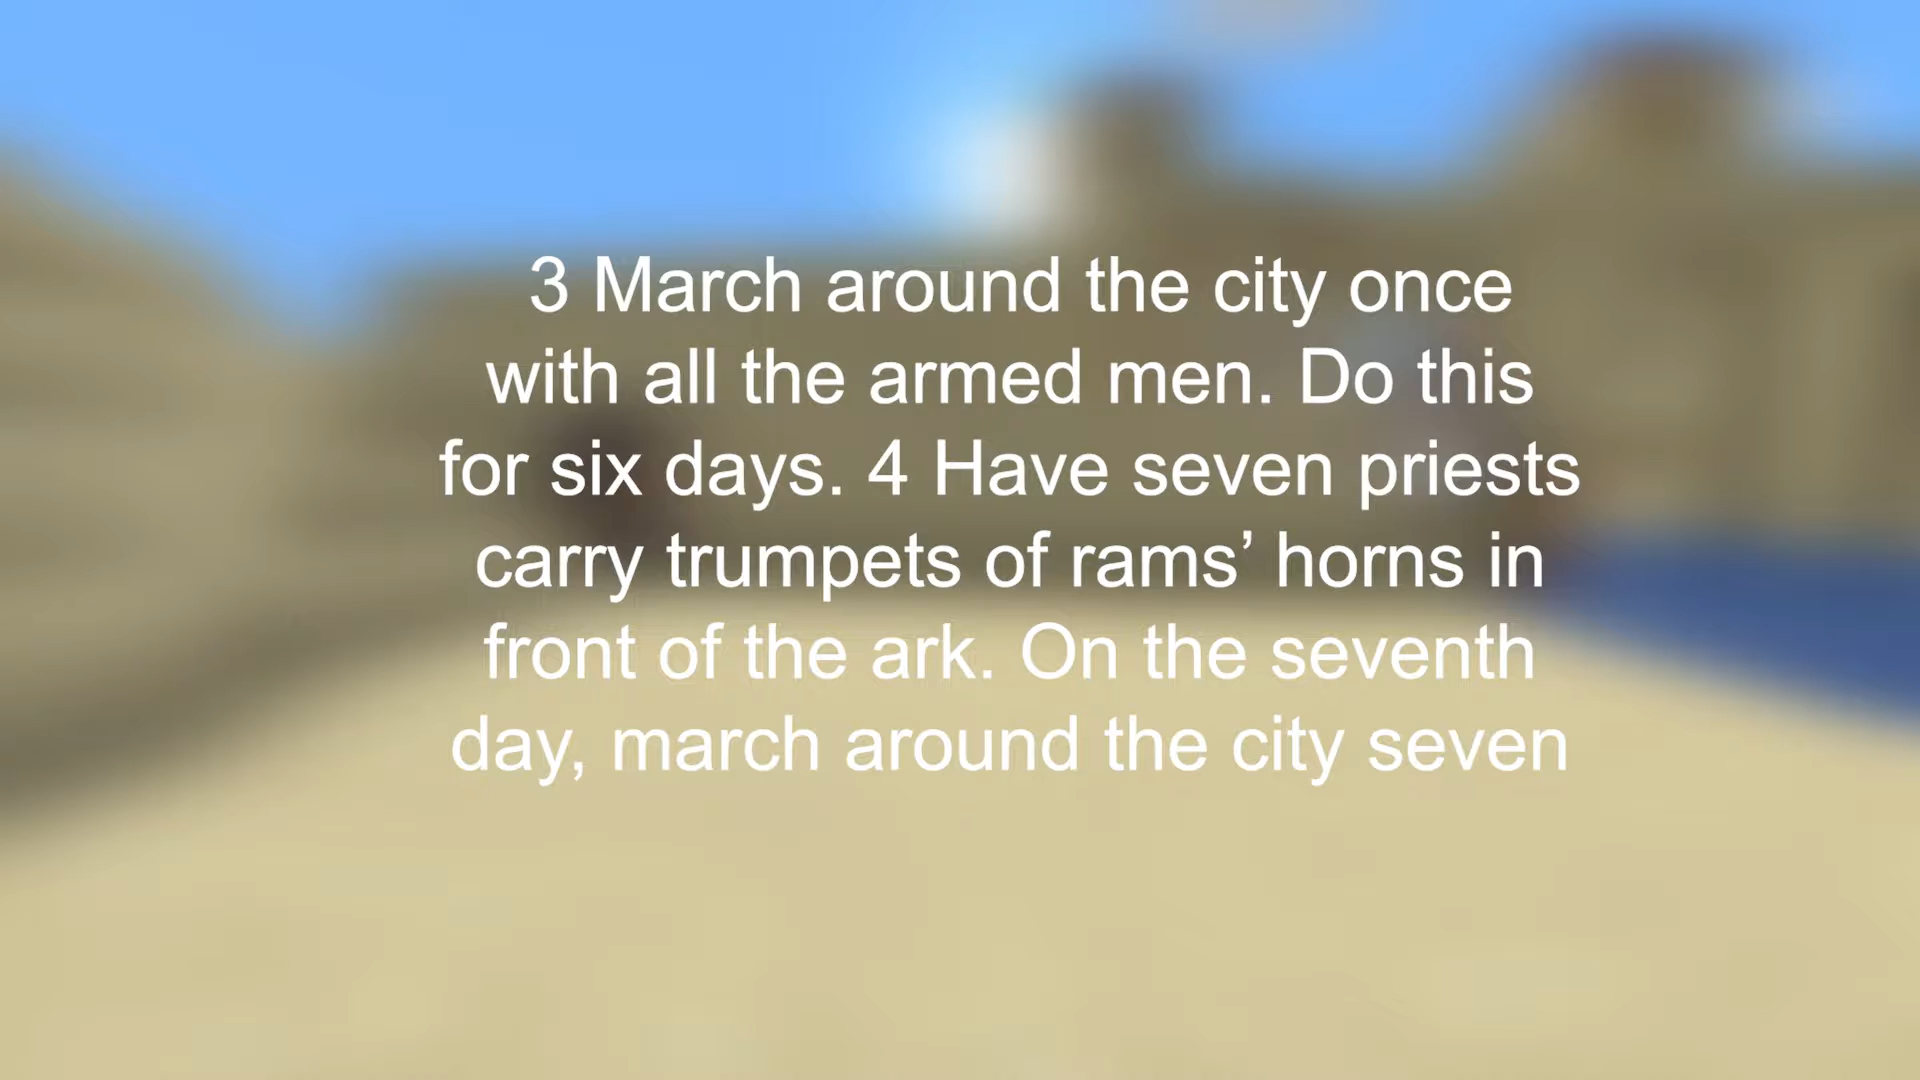 3 March around the city once
with all the armed men. Do this
for six days. 4 Have seven priests
carry trumpets of rams’ horns in
front of the ark. On the seventh
day, march around the city seven